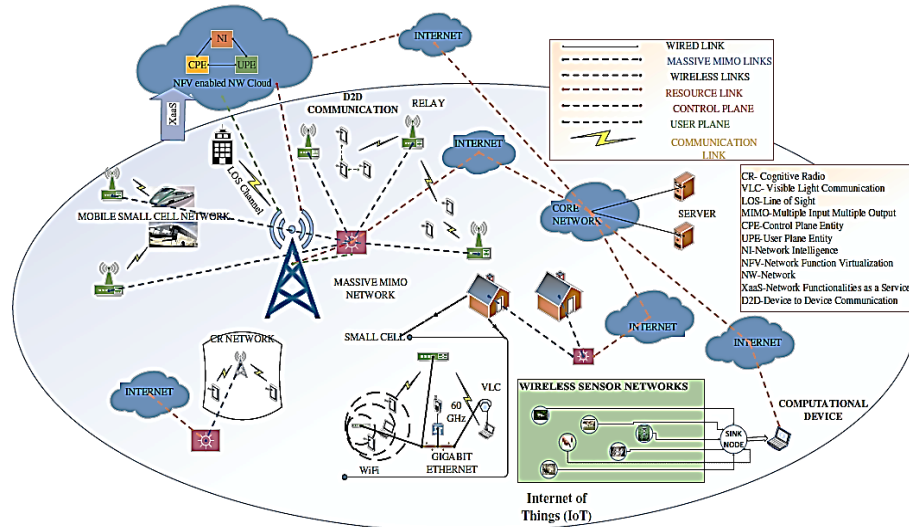 NI
CPE
UPE
NFV enabled NW Cloud
XaaS
INTERNET
D2D
COMMUNICATION
RELAY
LOS Channel
INTERNET
MOBILE SMALL CELL NETWORK
MASSIVE MIMO
NETWORK
CORE
NETWORK
SERVER
WIRED LINK
MASSIVE MIMO LINKS
WIRELESS LINKS
RESOURCE LINK
CONTROL PLANE
USER PLANE
COMMUNICATION
LINK
CR- Cognitive Radio
VLC- Visible Light Communication
LOS-Line of Sight
MIMO-Multiple Input Multiple Output
CPE-Control Plane Entity
UPE-User Plane Entity
NI-Network Intelligence
NFV-Network Function Virtualization
NW-Network
XaaS-Network Functionalities as a Service
D2D-Device to Device Communication
SMALL CELL
INTERNET
INTERNET
CR NETWORK
INTERNET
VLC
60
GHz
WiFi
GIGABIT
ETHERNET
WIRELESS SENSOR NETWORKS
SINK
NODE
COMPUTATIONAL
DEVICE
Internet of
Things (IoT)